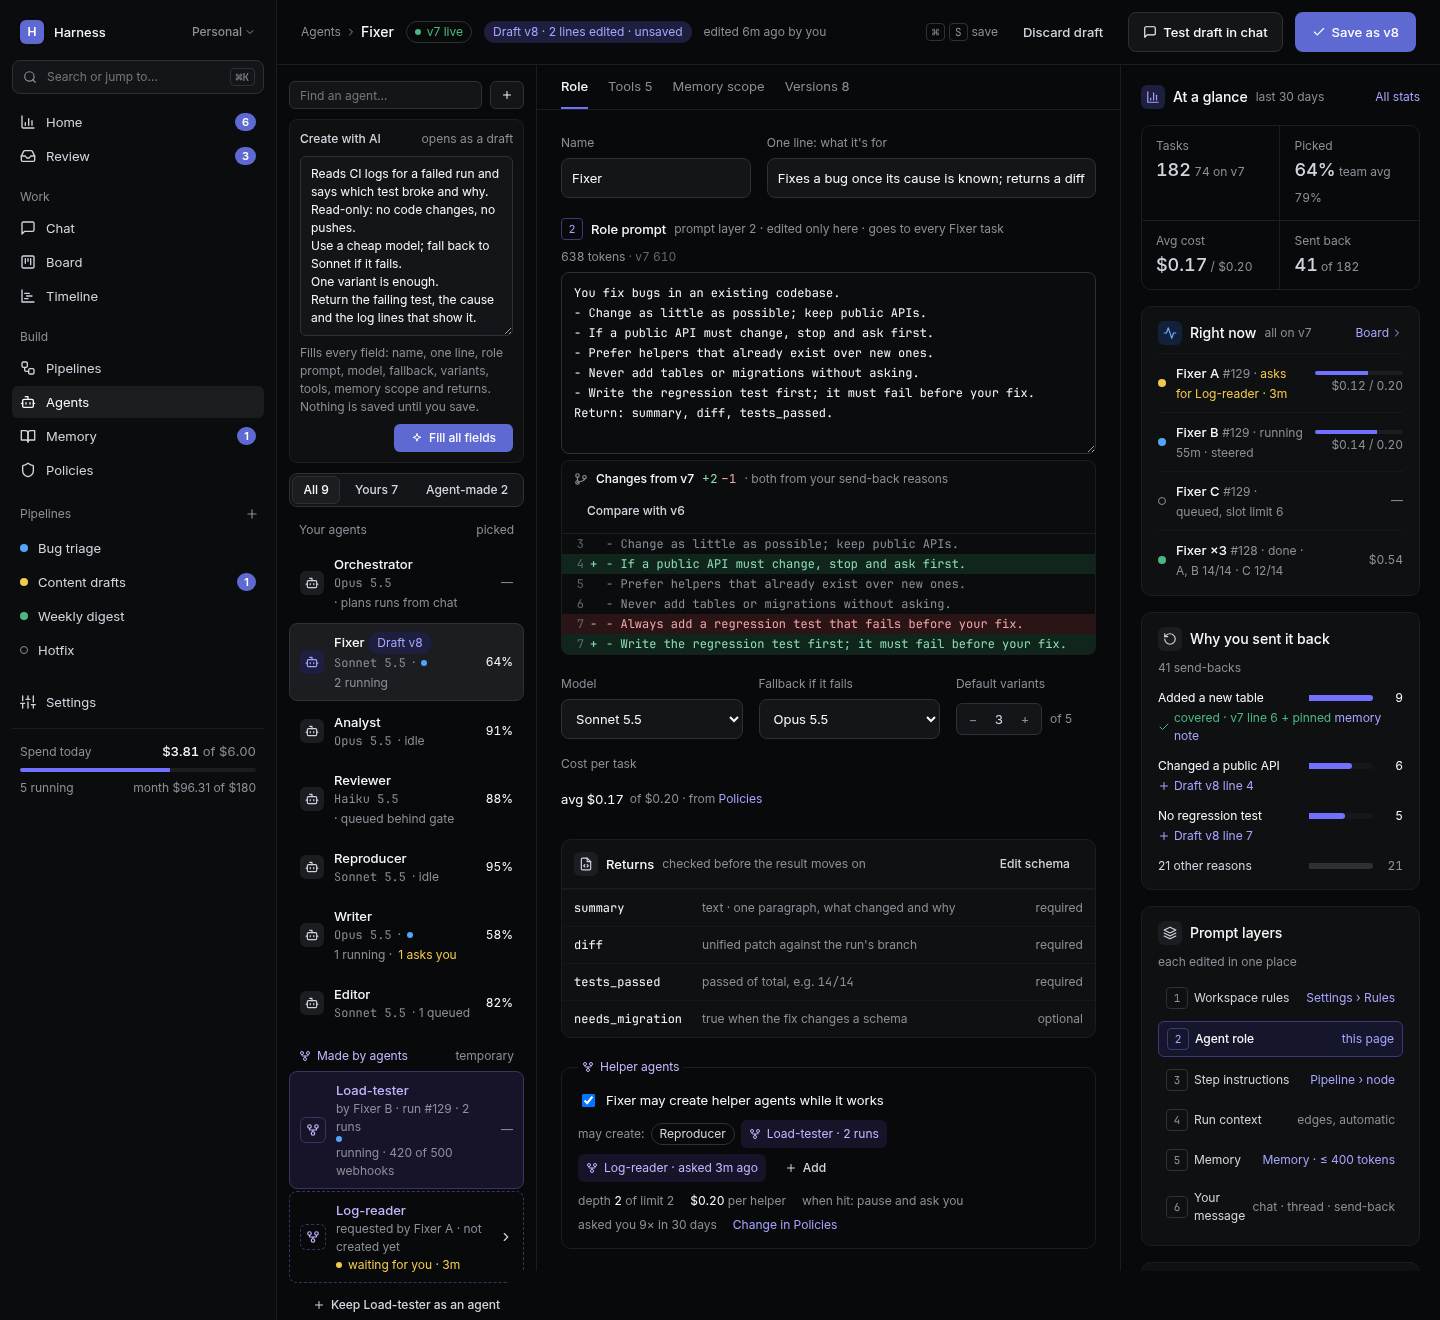 H Harness
Personal
Search or jump to...
⌘K
Home 6
Review 3
Work
Chat
Board
Timeline
Build
Pipelines
Agents
Memory 1
Policies
Pipelines +
Bug triage
Content drafts 1
Weekly digest
Hotfix
Settings
Spend today $3.81 of $6.00
5 running month $96.31 of $180
Agents › Fixer
v7 live
Draft v8 · 2 lines edited · unsaved
edited 6m ago by you
⌘ S save
Discard draft
Test draft in chat
Save as v8
Find an agent...
+
Create with AI opens as a draft
Reads CI logs for a failed run and
says which test broke and why.
Read-only: no code changes, no
pushes.
Use a cheap model; fall back to
Sonnet if it fails.
One variant is enough.
Return the failing test, the cause
and the log lines that show it.
Fills every field: name, one line, role
prompt, model, fallback, variants,
tools, memory scope and returns.
Nothing is saved until you save.
Fill all fields
All 9 Yours 7 Agent-made 2
Your agents picked
Orchestrator
Opus 5.5 —
· plans runs from chat
Fixer Draft v8
Sonnet 5.5 · 64%
2 running
Analyst
Opus 5.5 · idle 91%
Reviewer
Haiku 5.5 88%
· queued behind gate
Reproducer
Sonnet 5.5 · idle 95%
Writer
Opus 5.5 · 58%
1 running · 1 asks you
Editor
Sonnet 5.5 · 1 queued 82%
Made by agents temporary
Load-tester
by Fixer B · run #129 · 2
runs —
running · 420 of 500
webhooks
Log-reader
requested by Fixer A · not
created yet
waiting for you · 3m
+ Keep Load-tester as an agent
Role Tools 5 Memory scope Versions 8
Name One line: what it's for
Fixer Fixes a bug once its cause is known; returns a diff
2 Role prompt prompt layer 2 · edited only here · goes to every Fixer task
638 tokens · v7 610
You fix bugs in an existing codebase.
- Change as little as possible; keep public APIs.
- If a public API must change, stop and ask first.
- Prefer helpers that already exist over new ones.
- Never add tables or migrations without asking.
- Write the regression test first; it must fail before your fix.
Return: summary, diff, tests_passed.
Changes from v7 +2 −1 · both from your send-back reasons
Compare with v6
3 - Change as little as possible; keep public APIs.
4 + - If a public API must change, stop and ask first.
5 - Prefer helpers that already exist over new ones.
6 - Never add tables or migrations without asking.
7 - - Always add a regression test that fails before your fix.
7 + - Write the regression test first; it must fail before your fix.
Model Fallback if it fails Default variants
Sonnet 5.5 Opus 5.5 − 3 + of 5
Cost per task
avg $0.17 of $0.20 · from Policies
Returns checked before the result moves on Edit schema
summary text · one paragraph, what changed and why required
diff unified patch against the run's branch required
tests_passed passed of total, e.g. 14/14 required
needs_migration true when the fix changes a schema optional
Helper agents
Fixer may create helper agents while it works
may create: Reproducer Load-tester · 2 runs
Log-reader · asked 3m ago + Add
depth 2 of limit 2 $0.20 per helper when hit: pause and ask you
asked you 9× in 30 days Change in Policies
At a glance last 30 days All stats
Tasks Picked
182 74 on v7 64% team avg
79%
Avg cost Sent back
$0.17 / $0.20 41 of 182
Right now all on v7 Board ›
Fixer A #129 · asks
for Log-reader · 3m $0.12 / 0.20
Fixer B #129 · running
55m · steered $0.14 / 0.20
Fixer C #129 ·
queued, slot limit 6 —
Fixer ×3 #128 · done ·
A, B 14/14 · C 12/14 $0.54
Why you sent it back
41 send-backs
Added a new table 9
covered · v7 line 6 + pinned memory
note
Changed a public API 6
+ Draft v8 line 4
No regression test 5
+ Draft v8 line 7
21 other reasons 21
Prompt layers
each edited in one place
1 Workspace rules Settings › Rules
2 Agent role this page
3 Step instructions Pipeline › node
4 Run context edges, automatic
5 Memory Memory · ≤ 400 tokens
6 Your message chat · thread · send-back